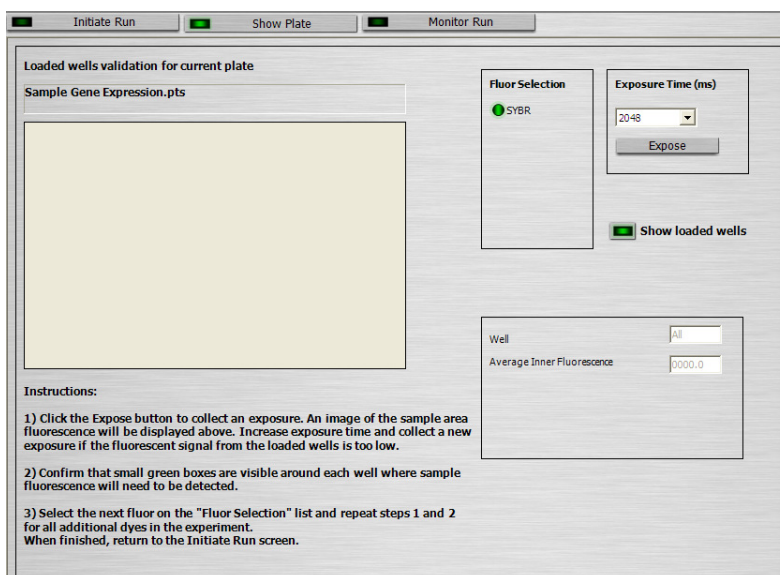 Initiate Run
Show Plate
Monitor Run
Loaded wells validation for current plate
Sample Gene Expression.pts
Fluor Selection
SYBR
Exposure Time (ms)
2048
Expose
Show loaded wells
Well
All
Average Inner Fluorescence
0000.0
Instructions:
1) Click the Expose button to collect an exposure. An image of the sample area
fluorescence will be displayed above. Increase exposure time and collect a new
exposure if the fluorescent signal from the loaded wells is too low.
2) Confirm that small green boxes are visible around each well where sample
fluorescence will need to be detected.
3) Select the next fluor on the "Fluor Selection" list and repeat steps 1 and 2
for all additional dyes in the experiment.
When finished, return to the Initiate Run screen.